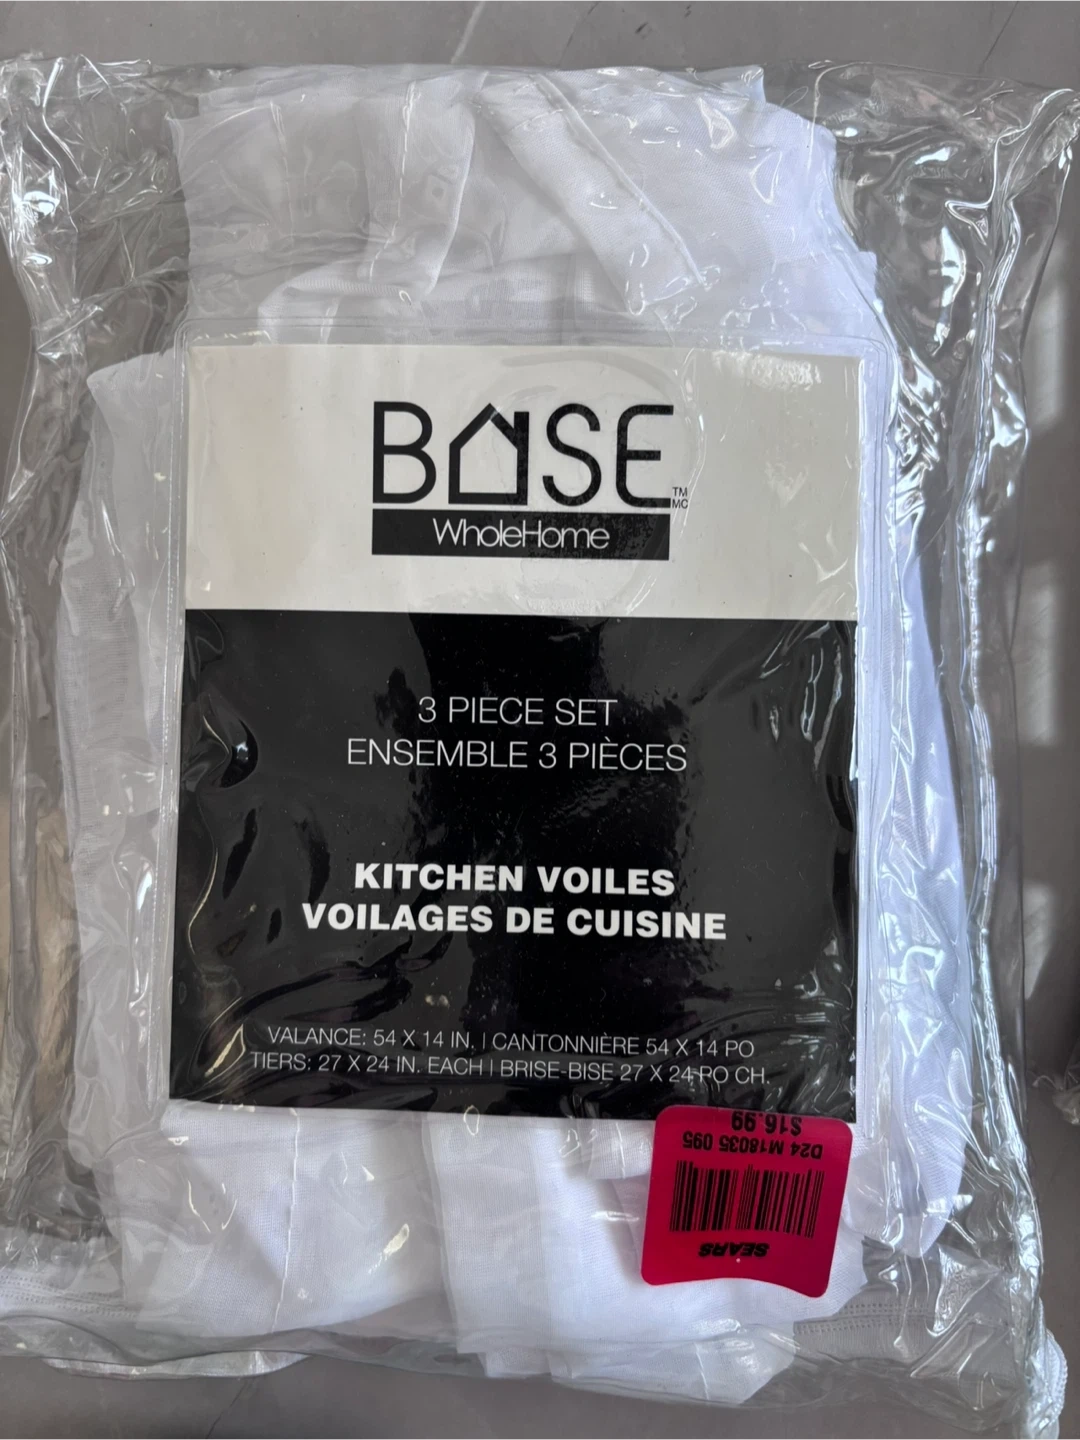 BASE
TM
MC
WholeHome
3 PIECE SET
ENSEMBLE 3 PIÈCES
KITCHEN VOILES
VOILAGES DE CUISINE
VALANCE: 54 X 14 IN. | CANTONNIÈRE 54 X 14 PO
TIERS: 27 X 24 IN. EACH | BRISE-BISE 27 X 24 PO CH.
SEARS
D24 M18035 095
$16.99